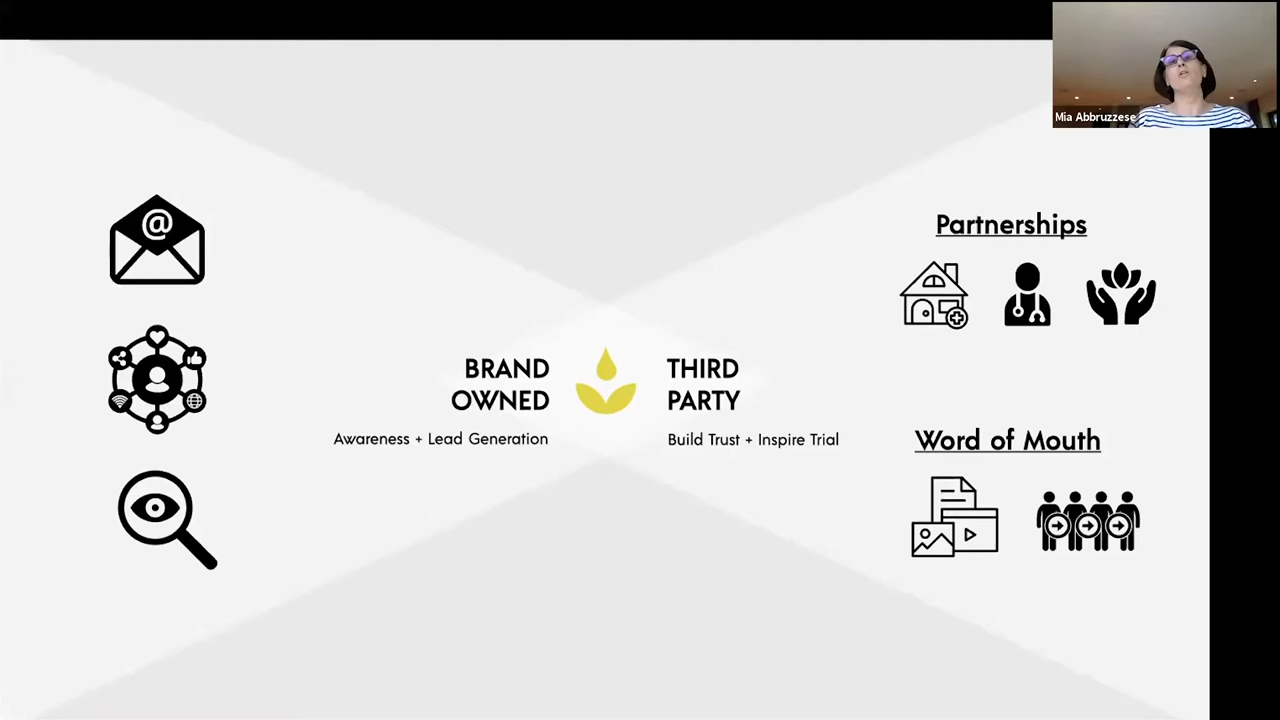 Mia Abbruzzese
@
Partnerships
BRAND
OWNED
Awareness + Lead Generation
THIRD
PARTY
Build Trust + Inspire Trial
Word of Mouth